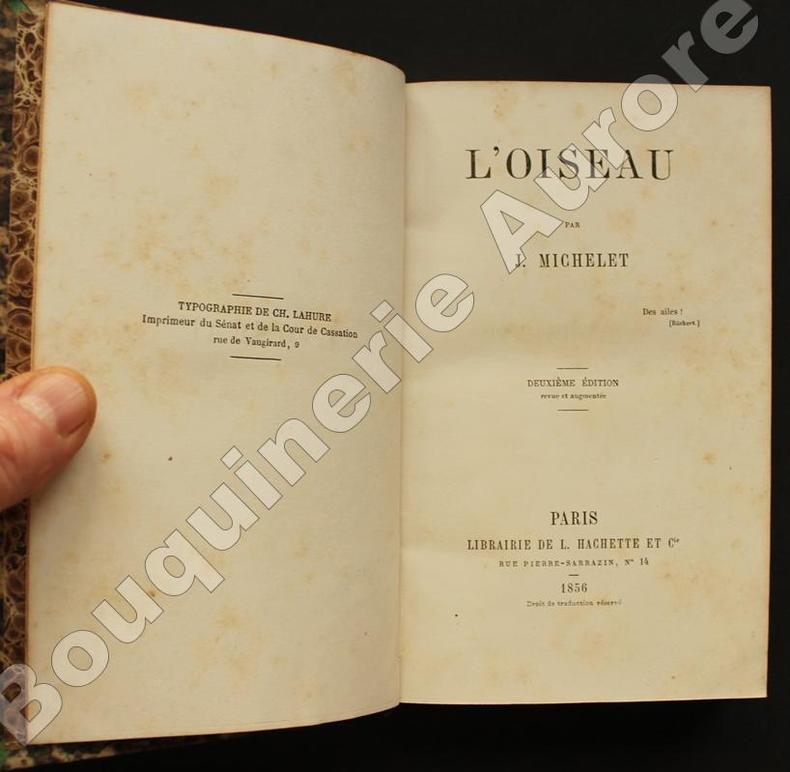 TYPOGRAPHIE DE CH. LAHURE
Imprimeur du Sénat et de la Cour de Cassation
rue de Vaugirard, 9
L'OISEAU
PAR
J. MICHELET
Des ailes !
[Rückert.]
DEUXIÈME ÉDITION
revue et augmentée
PARIS
LIBRAIRIE DE L. HACHETTE ET Cie
RUE PIERRE-SARRAZIN, N° 14
1856
Droit de traduction réservé
Bouquinerie Aurore